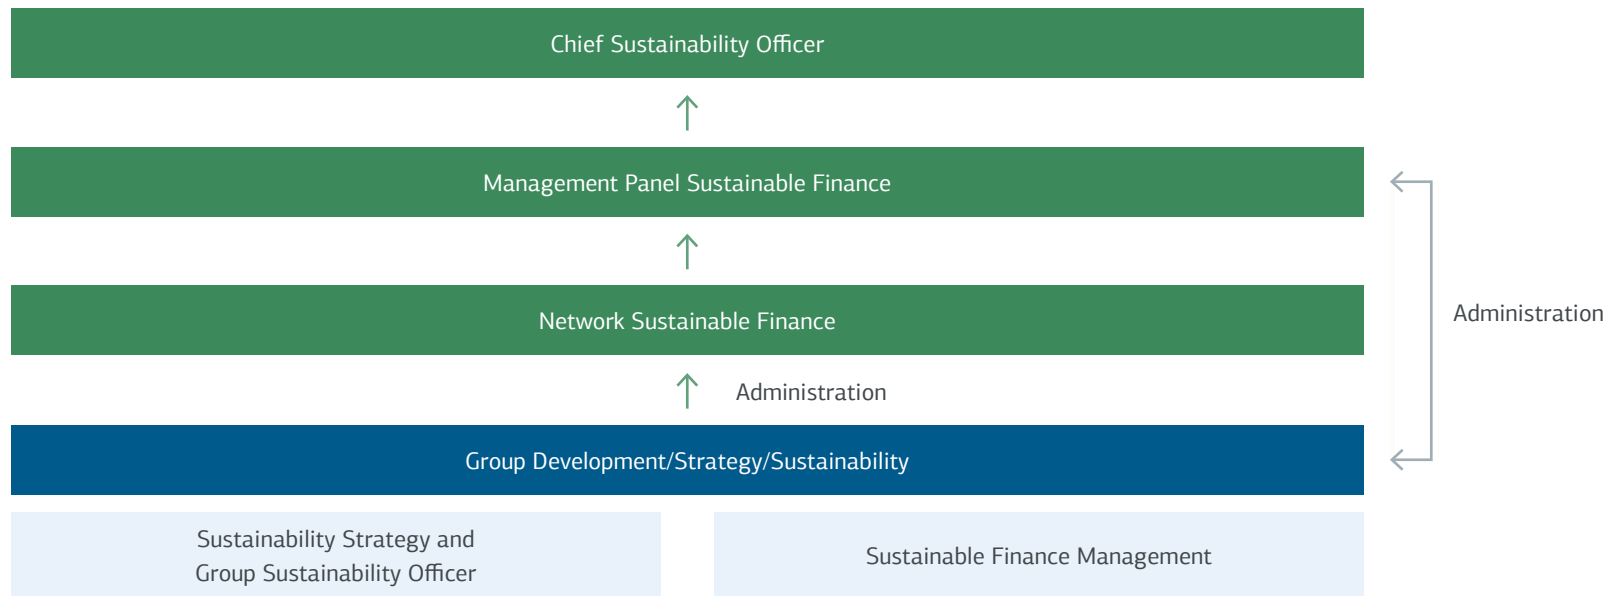 Chief Sustainability Officer
Management Panel Sustainable Finance
Network Sustainable Finance
Administration
Administration
Group Development/Strategy/Sustainability
Sustainability Strategy and
Group Sustainability Officer
Sustainable Finance Management